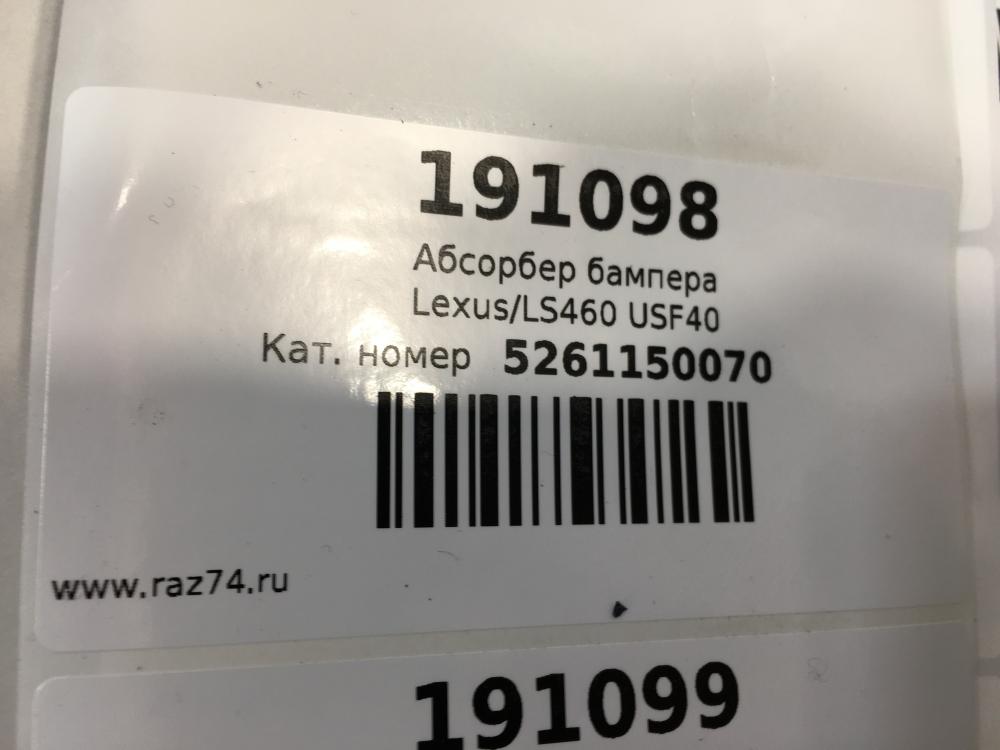 191098
Абсорбер бампера
Lexus/LS460 USF40
Кат. номер 5261150070
www.raz74.ru
191099